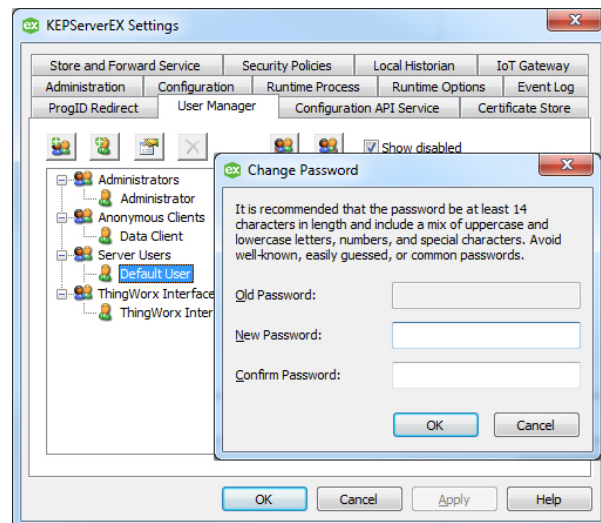 KEPServerEX Settings
Store and Forward Service Security Policies Local Historian IoT Gateway
Administration Configuration Runtime Process Runtime Options Event Log
ProgID Redirect User Manager Configuration API Service Certificate Store
Show disabled
Administrators
Administrator
Anonymous Clients
Data Client
Server Users
Default User
ThingWorx Interface
ThingWorx Inter
Change Password
It is recommended that the password be at least 14
characters in length and include a mix of uppercase and
lowercase letters, numbers, and special characters. Avoid
well-known, easily guessed, or common passwords.
Old Password:
New Password:
Confirm Password:
OK Cancel
OK Cancel Apply Help